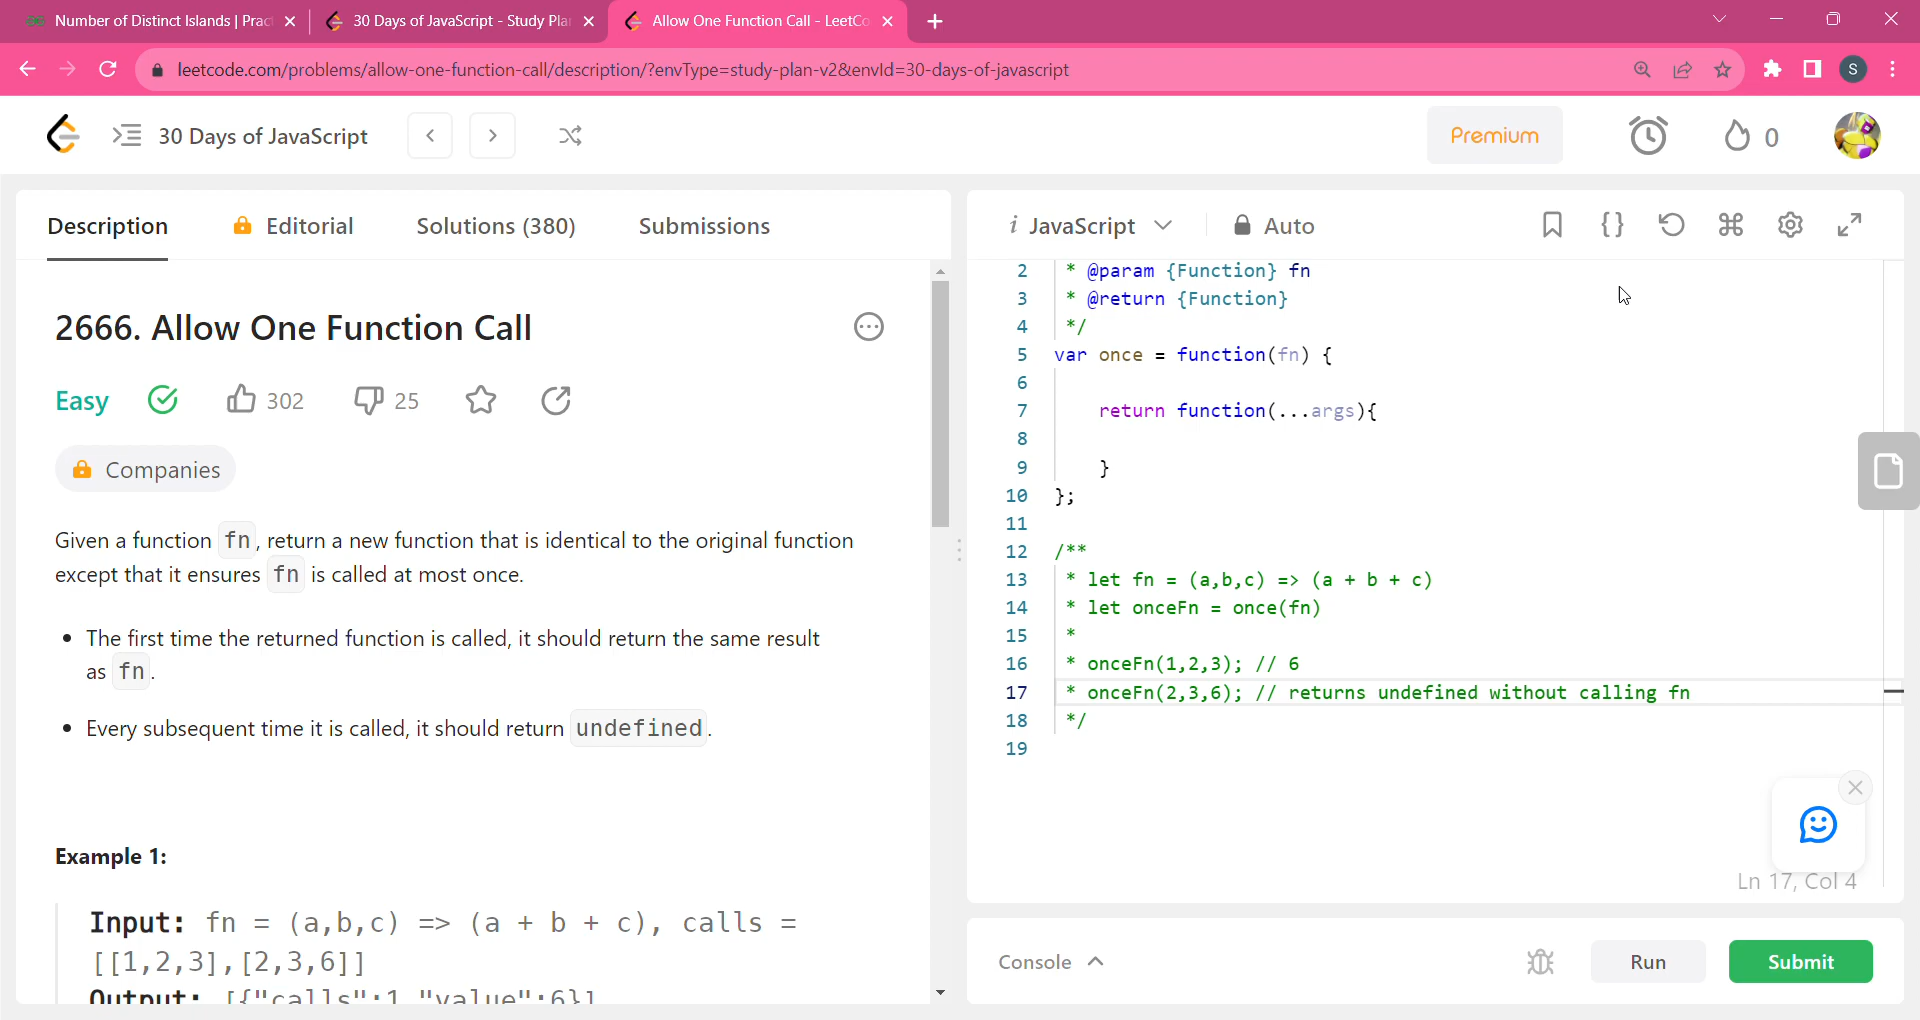 Number of Distinct Islands | Prac
30 Days of JavaScript - Study Pla
Allow One Function Call - LeetCo
leetcode.com/problems/allow-one-function-call/description/?envType=study-plan-v2&envId=30-days-of-javascript
S
30 Days of JavaScript
Premium
0
Description
Editorial
Solutions (380)
Submissions
2666. Allow One Function Call
Easy
302
25
Companies
Given a function fn, return a new function that is identical to the original function
except that it ensures fn is called at most once.
• The first time the returned function is called, it should return the same result
as fn.
• Every subsequent time it is called, it should return undefined.
Example 1:
Input: fn = (a,b,c) => (a + b + c), calls =
[[1,2,3],[2,3,6]]
Output: [{"calls":1,"value":6}]
i JavaScript
Auto
2 * @param {Function} fn
3 * @return {Function}
4 */
5 var once = function(fn) {
6
7 return function(...args){
8
9 }
10 };
11
12 /**
13 * let fn = (a,b,c) => (a + b + c)
14 * let onceFn = once(fn)
15 *
16 * onceFn(1,2,3); // 6
17 * onceFn(2,3,6); // returns undefined without calling fn
18 */
19
Ln 17, Col 4
Console
Run
Submit